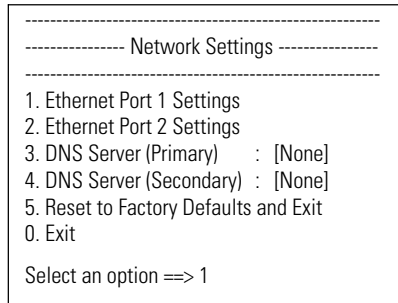 ------------------------------------------------------------
---------------- Network Settings ----------------
------------------------------------------------------------
1. Ethernet Port 1 Settings
2. Ethernet Port 2 Settings
3. DNS Server (Primary) : [None]
4. DNS Server (Secondary) : [None]
5. Reset to Factory Defaults and Exit
0. Exit
Select an option ==> 1